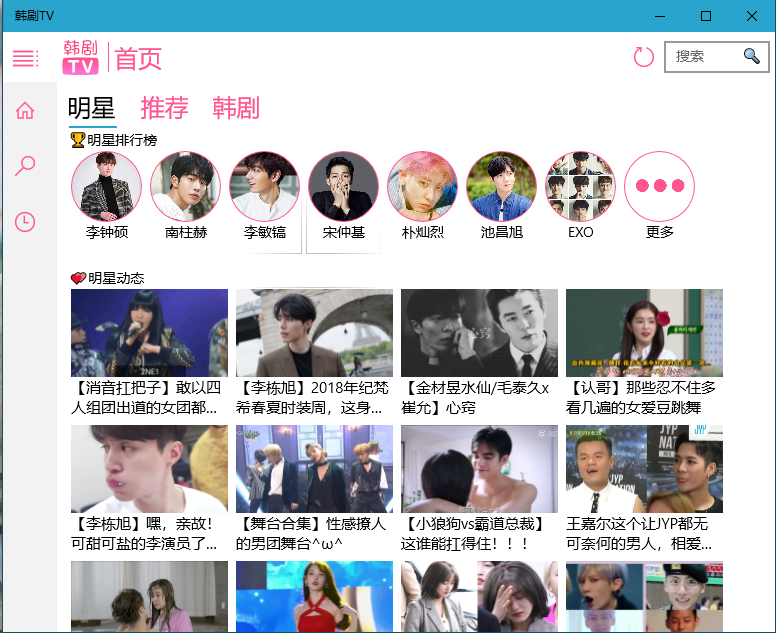 韩剧TV
韩剧
TV
首页
搜索
明星 推荐 韩剧
明星排行榜
李钟硕 南柱赫 李敏镐 宋仲基 朴灿烈 池昌旭 EXO 更多
明星动态
2NE1
【消音扛把子】敢以四
人组团出道的女团都...
【李栋旭】2018年纪梵
希春夏时装周，这身...
心窍
【金材昱水仙/毛泰久x
崔允】心窍
【认哥】那些忍不住多
看几遍的女爱豆跳舞
【李栋旭】嘿，亲故！
可甜可盐的李演员了...
【舞台合集】性感撩人
的男团舞台^ω^
【小狼狗vs霸道总裁】
这谁能扛得住！！！
JYP
JYP
NATION
王嘉尔这个让JYP都无
可奈何的男人，相爱...